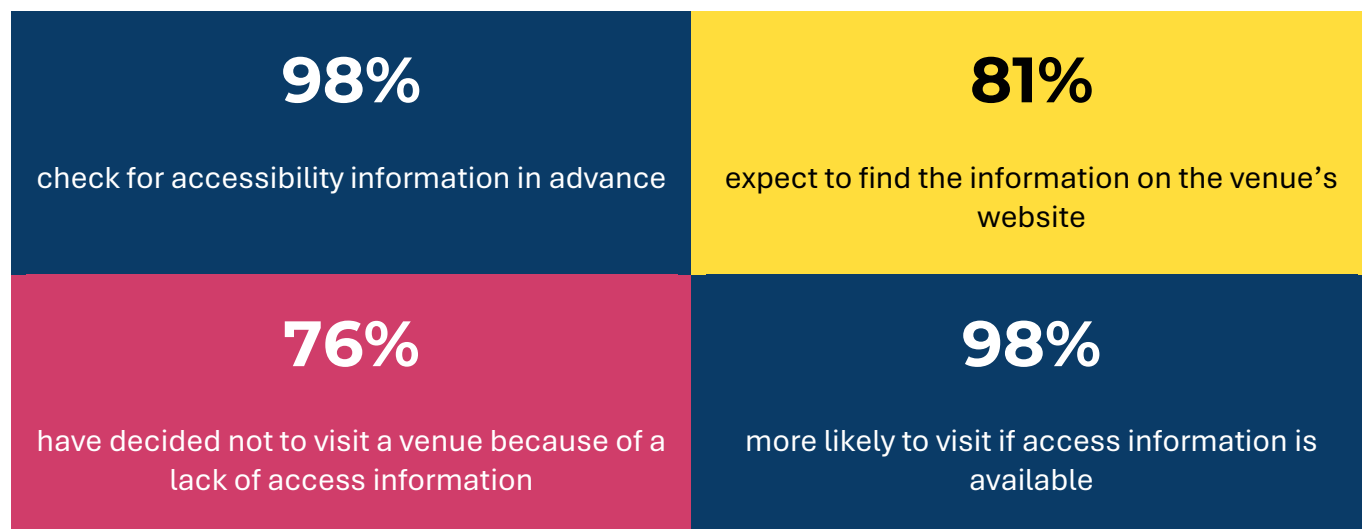 98%
check for accessibility information in advance
81%
expect to find the information on the venue’s
website
76%
have decided not to visit a venue because of a
lack of access information
98%
more likely to visit if access information is
available